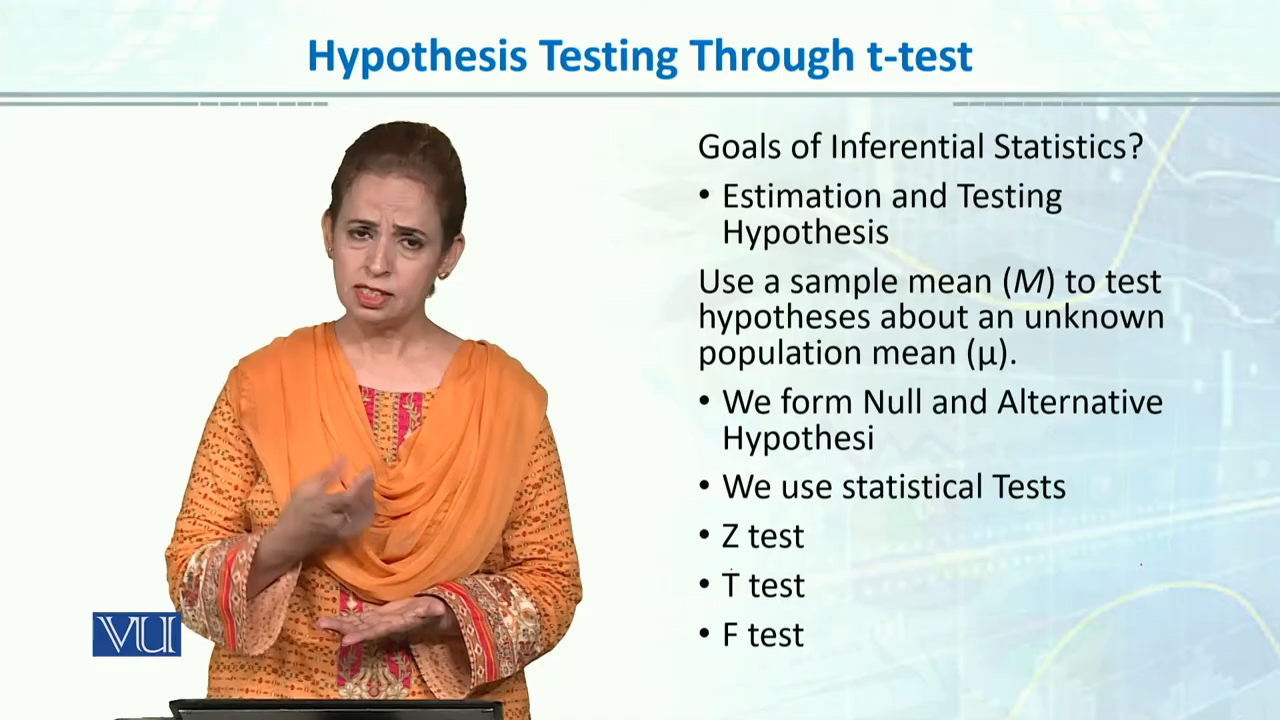 Hypothesis Testing Through t-test
Goals of Inferential Statistics?
• Estimation and Testing
Hypothesis
Use a sample mean (M) to test
hypotheses about an unknown
population mean (μ).
• We form Null and Alternative
Hypothesi
• We use statistical Tests
• Z test
• T test
• F test
VU